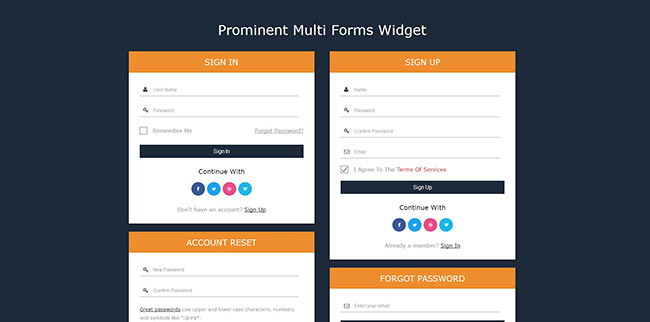 Prominent Multi Forms Widget
SIGN IN
User Name
Password
Remember Me Forgot Password?
Sign In
Continue With
Don't have an account? Sign Up
SIGN UP
Name
Password
Confirm Password
Email
I Agree To The Terms Of Services
Sign Up
Continue With
Already a member? Sign In
ACCOUNT RESET
New Password
Confirm Password
Great passwords use upper and lower case characters, numbers
and symbols like
FORGOT PASSWORD
Enter your email